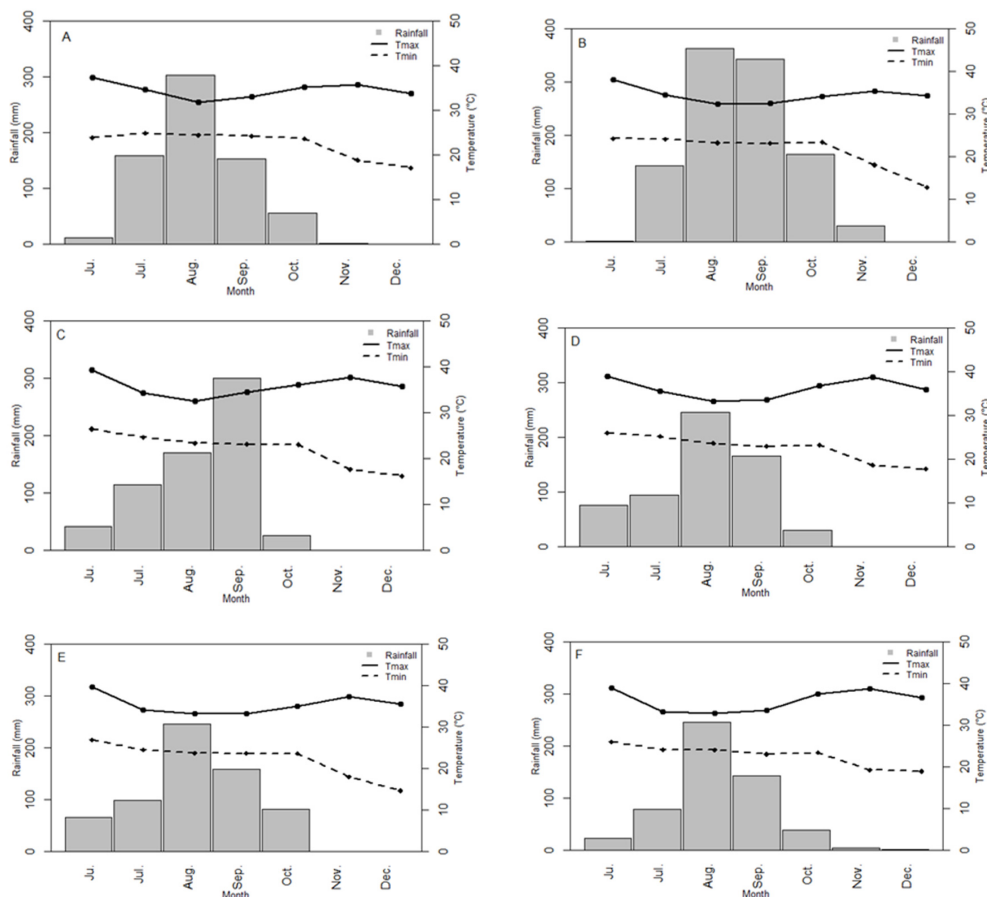 A
Rainfall
Tmax
Tmin
Rainfall (mm)
0 100 200 300 400
Temperature (°C)
0 10 20 30 40 50
Ju. Jul. Aug. Sep. Oct. Nov. Dec.
Month
B
Rainfall
Tmax
Tmin
Rainfall (mm)
0 100 200 300 400
Temperature (°C)
0 10 20 30 40 50
Ju. Jul. Aug. Sep. Oct. Nov. Dec.
Month
C
Rainfall
Tmax
Tmin
Rainfall (mm)
0 100 200 300 400
Temperature (°C)
0 10 20 30 40 50
Ju. Jul. Aug. Sep. Oct. Nov. Dec.
Month
D
Rainfall
Tmax
Tmin
Rainfall (mm)
0 100 200 300 400
Temperature (°C)
0 10 20 30 40 50
Ju. Jul. Aug. Sep. Oct. Nov. Dec.
Month
E
Rainfall
Tmax
Tmin
Rainfall (mm)
0 100 200 300 400
Temperature (°C)
0 10 20 30 40 50
Ju. Jul. Aug. Sep. Oct. Nov. Dec.
Month
F
Rainfall
Tmax
Tmin
Rainfall (mm)
0 100 200 300 400
Temperature (°C)
0 10 20 30 40 50
Ju. Jul. Aug. Sep. Oct. Nov. Dec.
Month